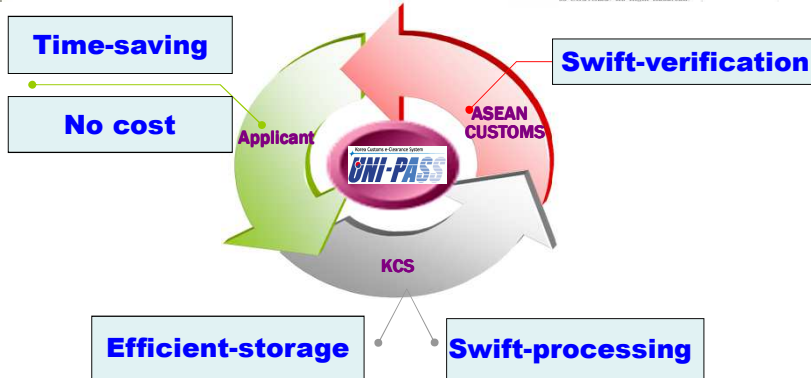 Time-saving
Swift-verification
No cost
ASEAN
CUSTOMS
Applicant
Korea Customs e-Clearance System
UNI-PASS
KCS
Efficient-storage
Swift-processing